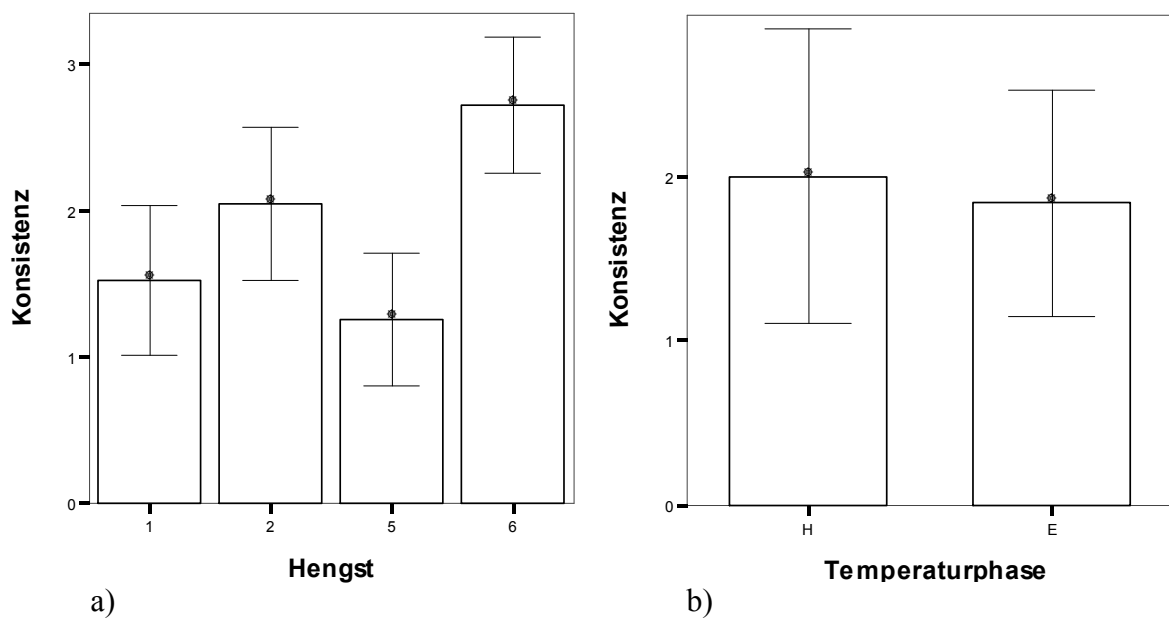 Konsistenz
3
2
1
0
1 2 5 6
Hengst
a)
Konsistenz
2
1
0
H E
Temperaturphase
b)